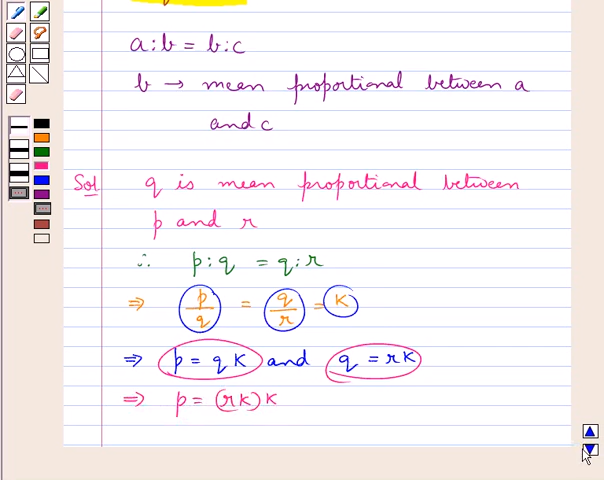 a : b = b : c
b → mean proportional between a
and c
Sol q is mean proportional between
p and r
∴ p : q = q : r
⇒ p/q = q/r = K
⇒ p = qK and q = rK
⇒ p = (rK)K